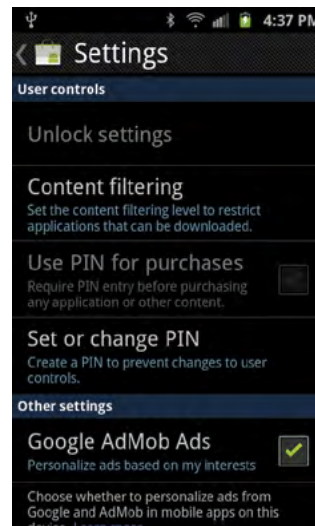 4:37 PM
Settings
User controls
Unlock settings
Content filtering
Set the content filtering level to restrict
applications that can be downloaded.
Use PIN for purchases
Require PIN entry before purchasing
any application or other content.
Set or change PIN
Create a PIN to prevent changes to user
controls.
Other settings
Google AdMob Ads
Personalize ads based on my interests
Choose whether to personalize ads from
Google and AdMob in mobile apps on this